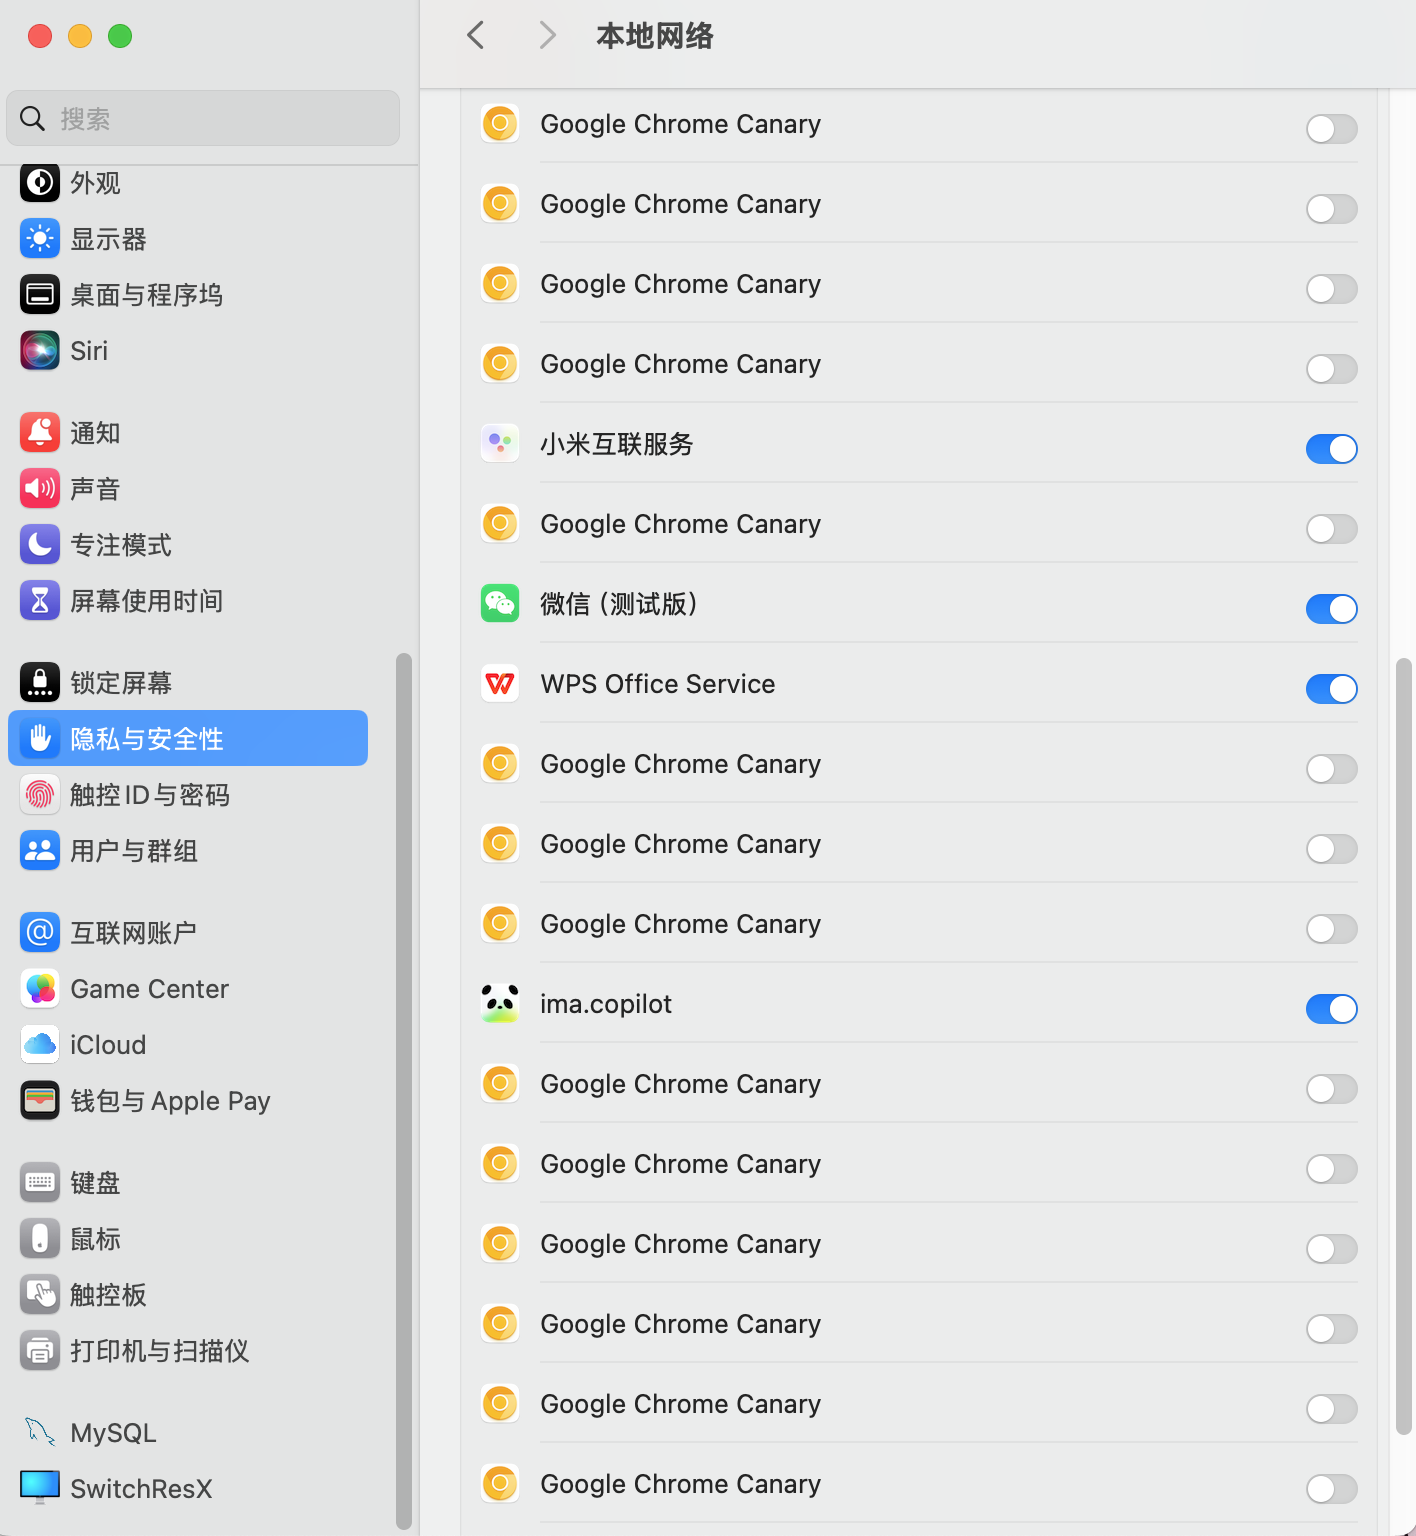 本地网络
搜索
外观
显示器
桌面与程序坞
Siri
通知
声音
专注模式
屏幕使用时间
锁定屏幕
隐私与安全性
触控 ID 与密码
用户与群组
互联网账户
Game Center
iCloud
钱包与 Apple Pay
键盘
鼠标
触控板
打印机与扫描仪
MySQL
SwitchResX
Google Chrome Canary
Google Chrome Canary
Google Chrome Canary
Google Chrome Canary
小米互联服务
Google Chrome Canary
微信（测试版）
WPS Office Service
Google Chrome Canary
Google Chrome Canary
Google Chrome Canary
ima.copilot
Google Chrome Canary
Google Chrome Canary
Google Chrome Canary
Google Chrome Canary
Google Chrome Canary
Google Chrome Canary